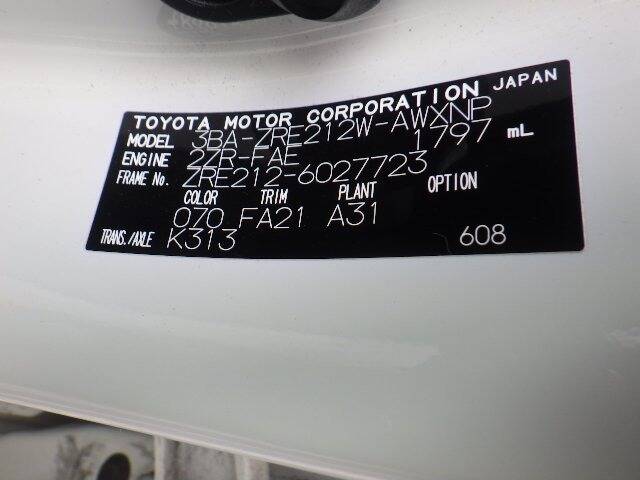 TOYOTA MOTOR CORPORATION JAPAN
MODEL 3BA-ZRE212W-AWXNP
ENGINE 2ZR-FAE 1797 mL
FRAME No. ZRE212-6027723
COLOR TRIM PLANT OPTION
070 FA21 A31
TRANS./AXLE K313 608